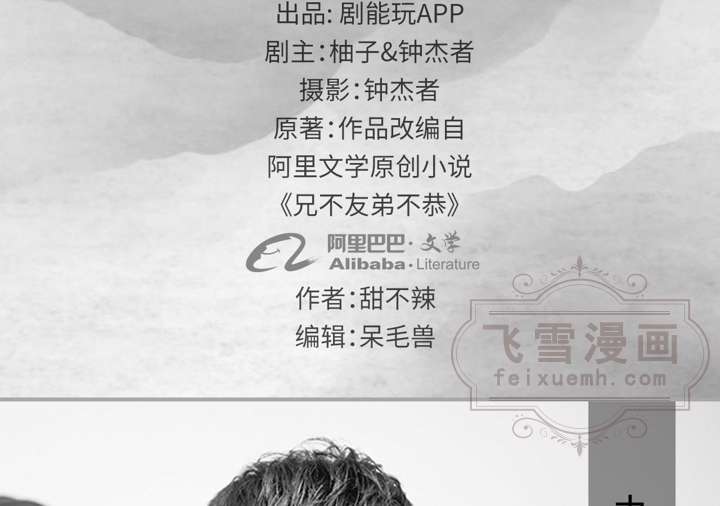 出品: 剧能玩APP
剧主:柚子&钟杰者
摄影:钟杰者
原著:作品改编自
阿里文学原创小说
《兄不友弟不恭》
阿里巴巴·文学
Alibaba·Literature
作者:甜不辣
编辑:呆毛兽
飞雪漫画
feixuemh.com